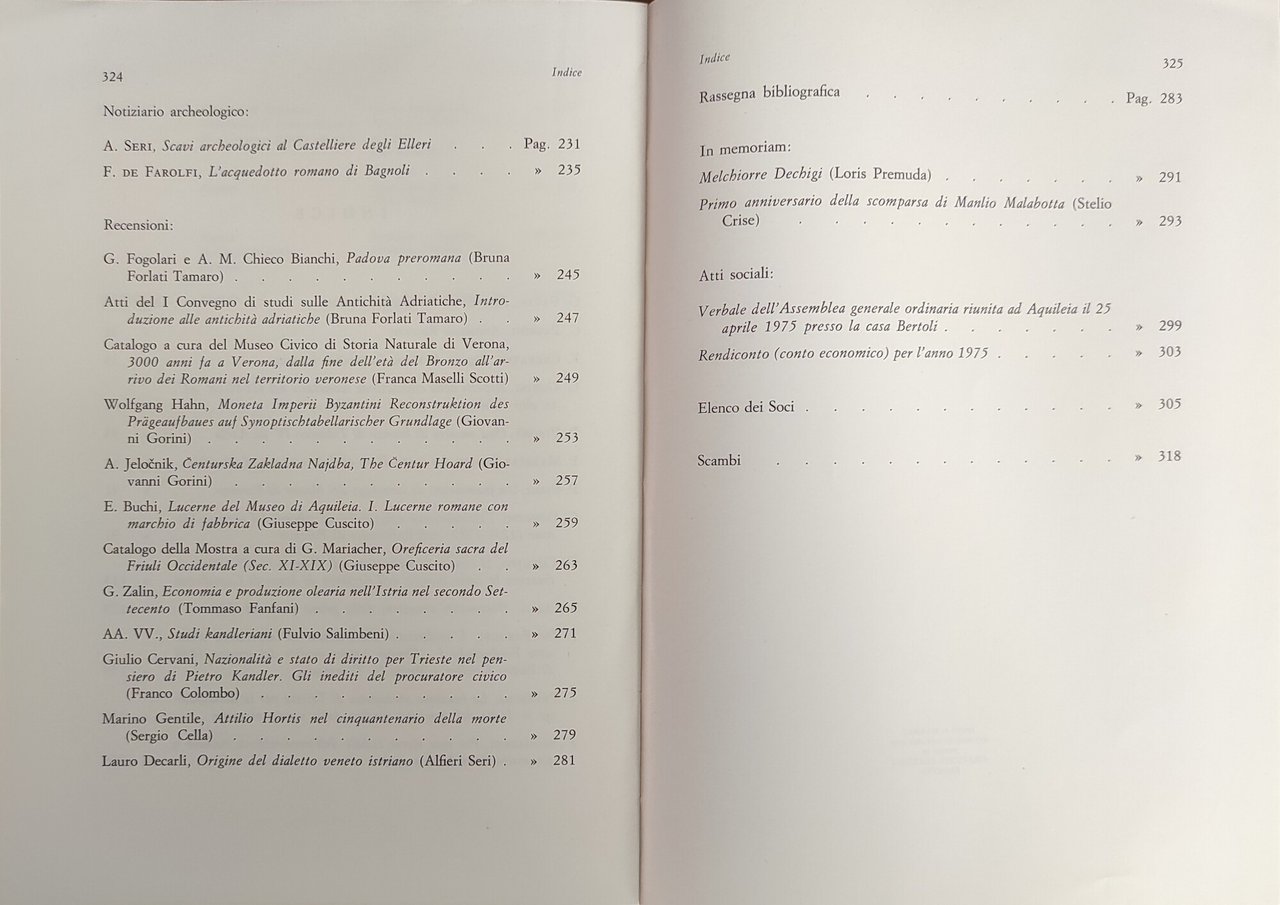 324
Indice
Notiziario archeologico:
A. SERI, Scavi archeologici al Castelliere degli Elleri . . . Pag. 231
F. DE FAROLFI, L'acquedotto romano di Bagnoli . . . . » 235
Recensioni:
G. Fogolari e A. M. Chieco Bianchi, Padova preromana (Bruna
Forlati Tamaro) . . . . . . . . . . . » 245
Atti del I Convegno di studi sulle Antichità Adriatiche, Intro-
duzione alle antichità adriatiche (Bruna Forlati Tamaro) . . » 247
Catalogo a cura del Museo Civico di Storia Naturale di Verona,
3000 anni fa a Verona, dalla fine dell'età del Bronzo all'ar-
rivo dei Romani nel territorio veronese (Franca Maselli Scotti) » 249
Wolfgang Hahn, Moneta Imperii Byzantini Reconstruktion des
Prägeaufbaues auf Synoptischtabellarischer Grundlage (Giovan-
ni Gorini) . . . . . . . . . . . . » 253
A. Jeločnik, Čenturska Zakladna Najdba, The Čentur Hoard (Gio-
vanni Gorini) . . . . . . . . . . . » 257
E. Buchi, Lucerne del Museo di Aquileia. I. Lucerne romane con
marchio di fabbrica (Giuseppe Cuscito) . . . . . » 259
Catalogo della Mostra a cura di G. Mariacher, Oreficeria sacra del
Friuli Occidentale (Sec. XI-XIX) (Giuseppe Cuscito) . . » 263
G. Zalin, Economia e produzione olearia nell'Istria nel secondo Set-
tecento (Tommaso Fanfani) . . . . . . . . » 265
AA. VV., Studi kandleriani (Fulvio Salimbeni) . . . . . » 271
Giulio Cervani, Nazionalità e stato di diritto per Trieste nel pen-
siero di Pietro Kandler. Gli inediti del procuratore civico
(Franco Colombo) . . . . . . . . . . » 275
Marino Gentile, Attilio Hortis nel cinquantenario della morte
(Sergio Cella) . . . . . . . . . . . » 279
Lauro Decarli, Origine del dialetto veneto istriano (Alfieri Seri) . » 281
Indice
325
Rassegna bibliografica . . . . . . . . . . Pag. 283
In memoriam:
Melchiorre Dechigi (Loris Premuda) . . . . . . . » 291
Primo anniversario della scomparsa di Manlio Malabotta (Stelio
Crise) . . . . . . . . . . . » 293
Atti sociali:
Verbale dell'Assemblea generale ordinaria riunita ad Aquileia il 25
aprile 1975 presso la casa Bertoli . . . . . . . » 299
Rendiconto (conto economico) per l'anno 1975 . . . . . » 303
Elenco dei Soci . . . . . . . . . . . . » 305
Scambi . . . . . . . . . . . . . » 318